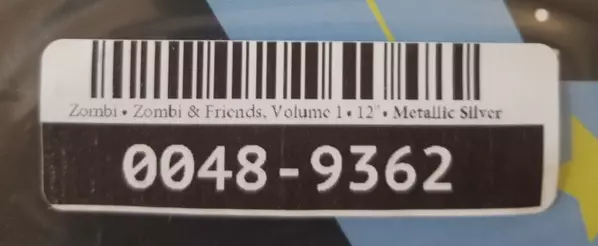 Zombi • Zombi & Friends, Volume 1 • 12" • Metallic Silver
0048-9362